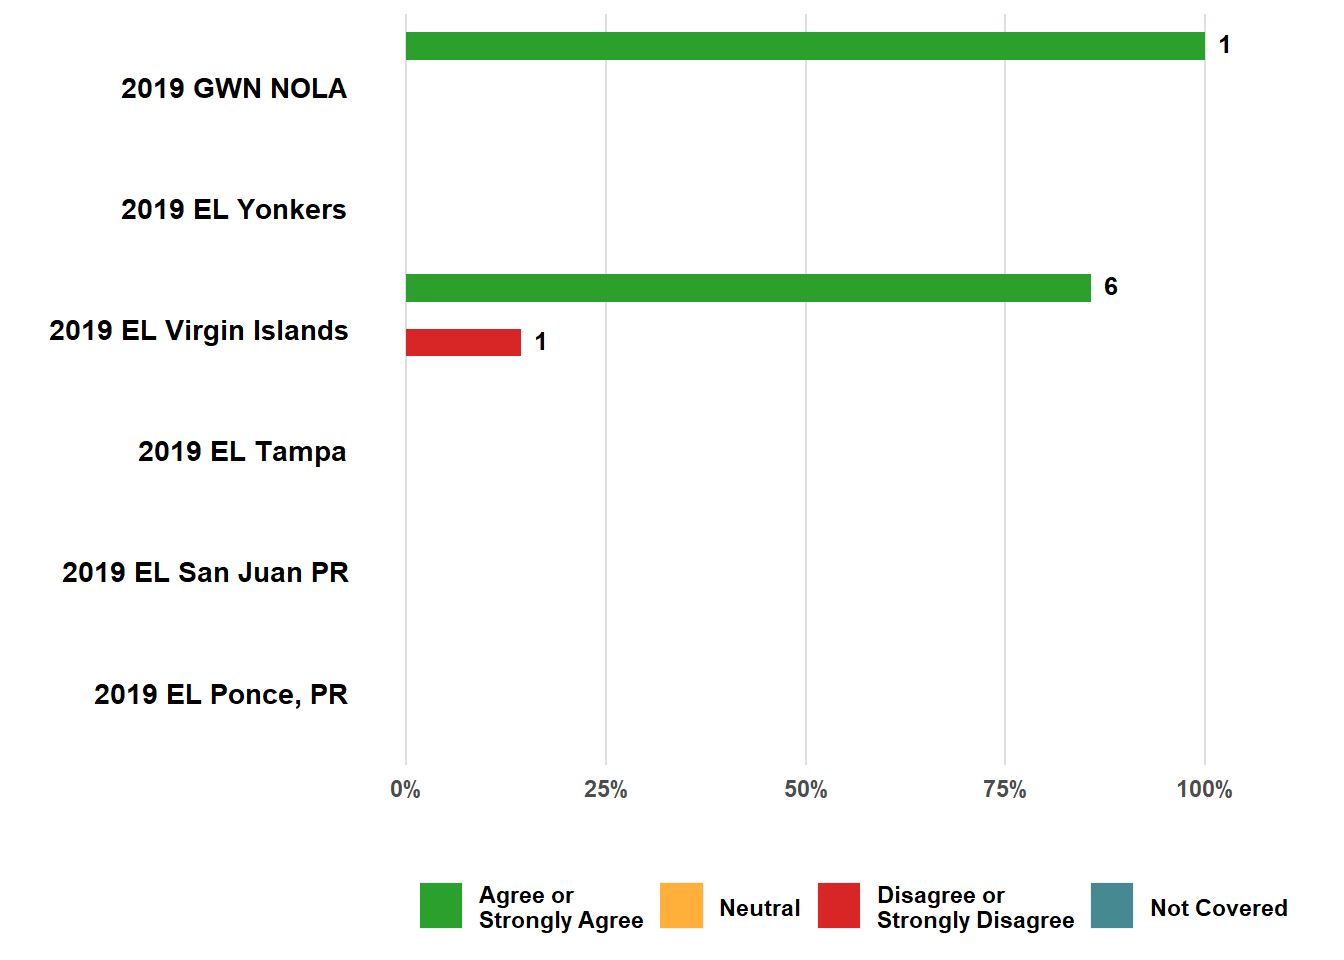 1
2019 GWN NOLA
2019 EL Yonkers
6
2019 EL Virgin Islands
1
2019 EL Tampa
2019 EL San Juan PR
2019 EL Ponce, PR
0% 25% 50% 75% 100%
Agree or
Strongly Agree
Neutral
Disagree or
Strongly Disagree
Not Covered